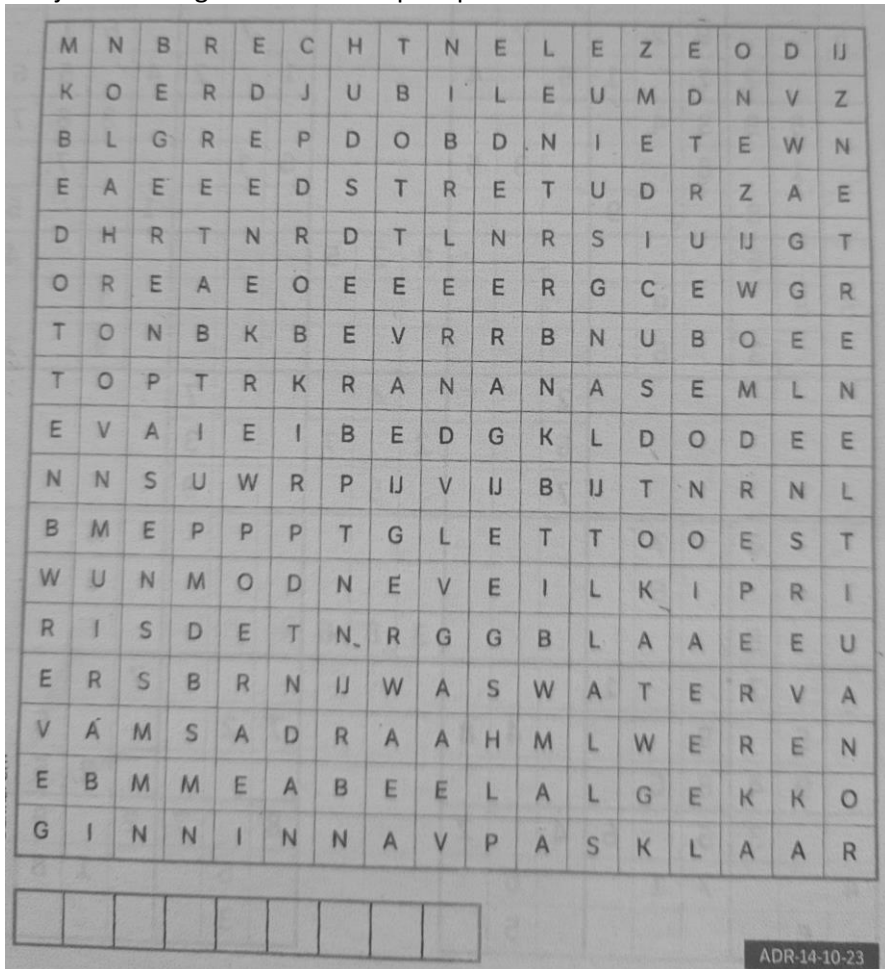 M N B R E C H T N E L E Z E O D IJ
K O E R D J U B I L E U M D N V Z
B L G R E P D O B D N I E T E W N
E A E E E D S T R E T U D R Z A E
D H R T N R D T L N R S I U IJ G T
O R E A E O E E E E R G C E W G R
T O N B K B E V R R B N U B O E E
T O P T R K R A N A N A S E M L N
E V A I E I B E D G K L D O D E E
N N S U W R P IJ V IJ B IJ T N R N L
B M E P P P T G L E T T O O E S T
W U N M O D N E V E I L K I P R I
R I S D E T N R G G B L A A E E U
E R S B R N IJ W A S W A T E R V A
V A M S A D R A A H M L W E R E N
E B M M E A B E E L A L G E K K O
G I N N I N N A V P A S K L A A R
ADR-14-10-23